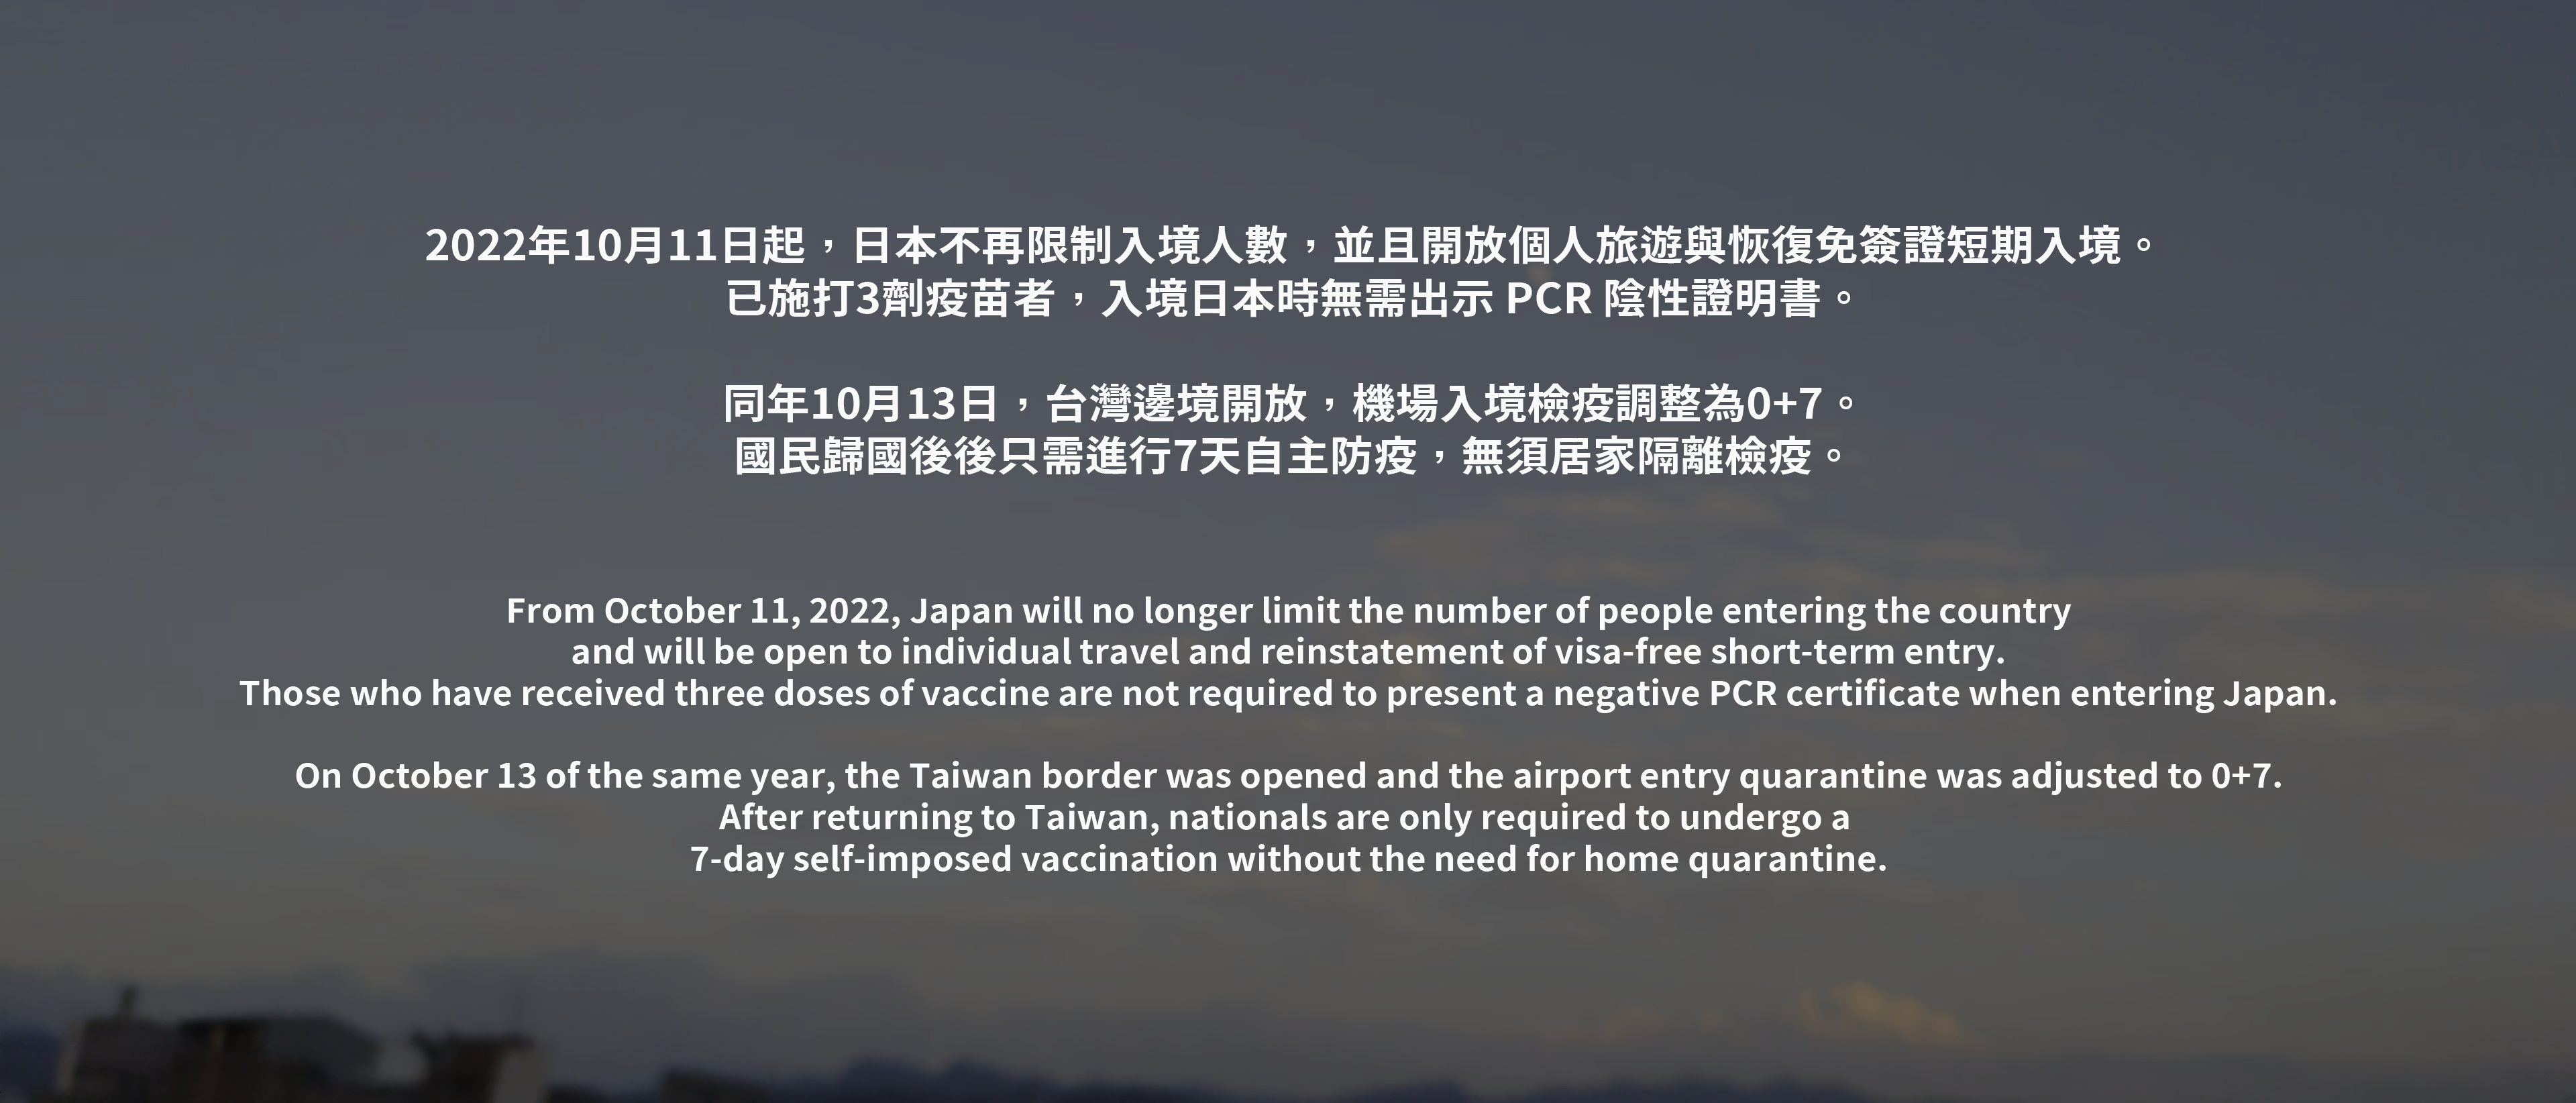 2022年10月11日起，日本不再限制入境人數，並且開放個人旅遊與恢復免簽證短期入境。
已施打3劑疫苗者，入境日本時無需出示 PCR 陰性證明書。
同年10月13日，台灣邊境開放，機場入境檢疫調整為0+7。
國民歸國後後只需進行7天自主防疫，無須居家隔離檢疫。
From October 11, 2022, Japan will no longer limit the number of people entering the country
and will be open to individual travel and reinstatement of visa-free short-term entry.
Those who have received three doses of vaccine are not required to present a negative PCR certificate when entering Japan.
On October 13 of the same year, the Taiwan border was opened and the airport entry quarantine was adjusted to 0+7.
After returning to Taiwan, nationals are only required to undergo a
7-day self-imposed vaccination without the need for home quarantine.